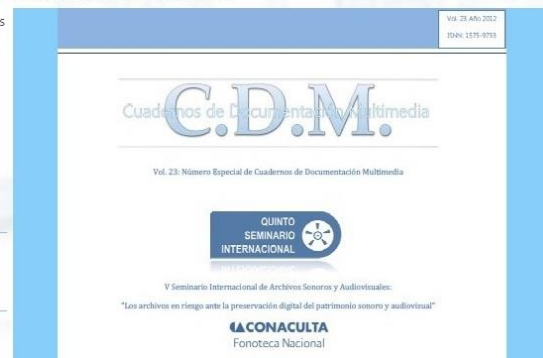 Vol. 23 Año 2012
ISNN: 1575-9733
Cuadernos de Documentación Multimedia
C.D.M.
Vol. 23: Número Especial de Cuadernos de Documentación Multimedia
QUINTO
SEMINARIO
INTERNACIONAL
V Seminario Internacional de Archivos Sonoros y Audiovisuales:
"Los archivos en riesgo ante la preservación digital del patrimonio sonoro y audiovisual"
CONACULTA
Fonoteca Nacional